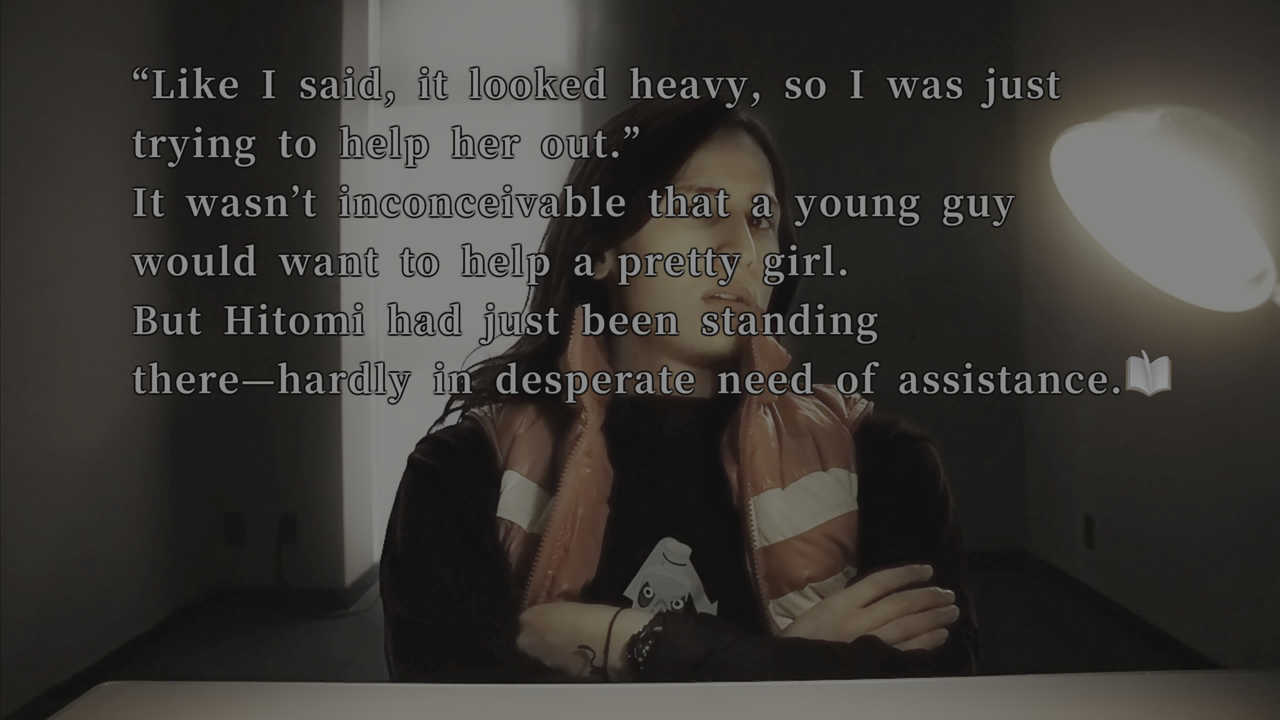 “Like I said, it looked heavy, so I was just
trying to help her out.”
It wasn’t inconceivable that a young guy
would want to help a pretty girl.
But Hitomi had just been standing
there—hardly in desperate need of assistance.